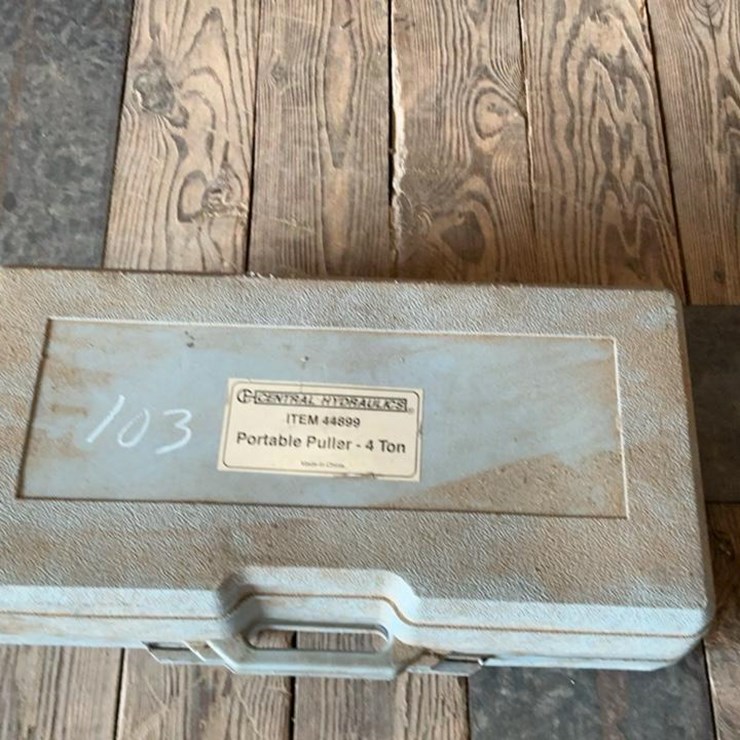 103
CENTRAL HYDRAULICS®
ITEM 44899
Portable Puller - 4 Ton
Made in China